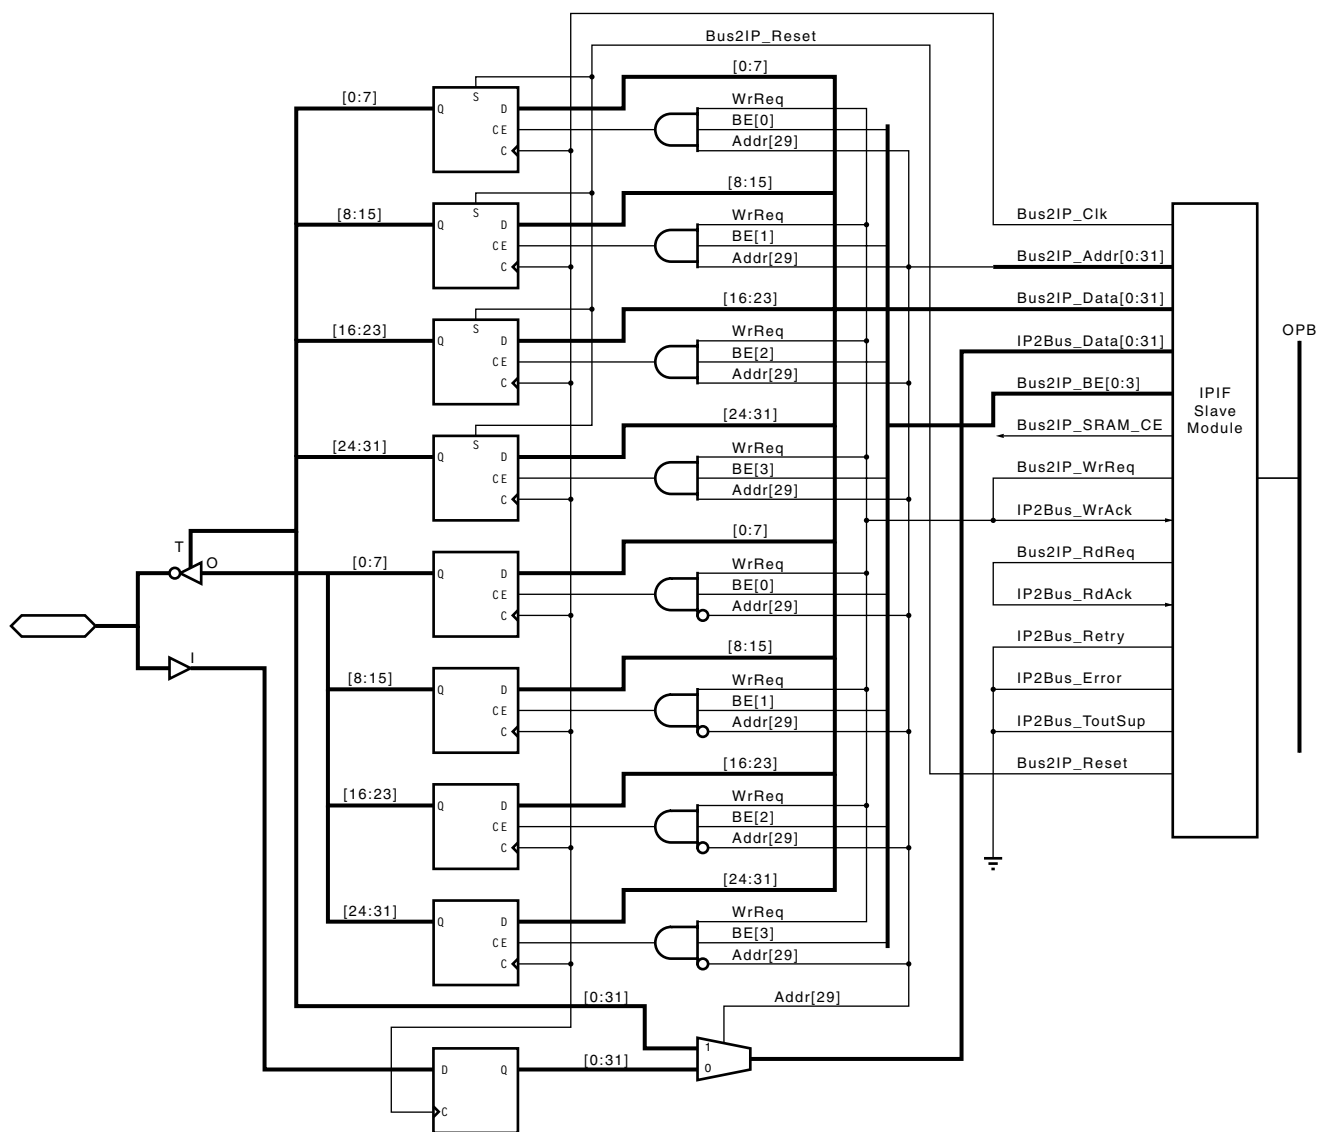 Bus2IP_Reset
[0:7]
[0:7]
S
Q
D
CE
C
WrReq
BE[0]
Addr[29]
[8:15]
[8:15]
S
Q
D
CE
C
WrReq
BE[1]
Addr[29]
[16:23]
[16:23]
S
Q
D
CE
C
WrReq
BE[2]
Addr[29]
[24:31]
[24:31]
S
Q
D
CE
C
WrReq
BE[3]
Addr[29]
T
O
I
[0:7]
[0:7]
Q
D
CE
C
WrReq
BE[0]
Addr[29]
[8:15]
[8:15]
Q
D
CE
C
WrReq
BE[1]
Addr[29]
[16:23]
[16:23]
Q
D
CE
C
WrReq
BE[2]
Addr[29]
[24:31]
[24:31]
Q
D
CE
C
WrReq
BE[3]
Addr[29]
[0:31]
Addr[29]
D
Q
C
[0:31]
1
0
Bus2IP_Clk
Bus2IP_Addr[0:31]
Bus2IP_Data[0:31]
IP2Bus_Data[0:31]
Bus2IP_BE[0:3]
Bus2IP_SRAM_CE
Bus2IP_WrReq
IP2Bus_WrAck
Bus2IP_RdReq
IP2Bus_RdAck
IP2Bus_Retry
IP2Bus_Error
IP2Bus_ToutSup
Bus2IP_Reset
IPIF
Slave
Module
OPB